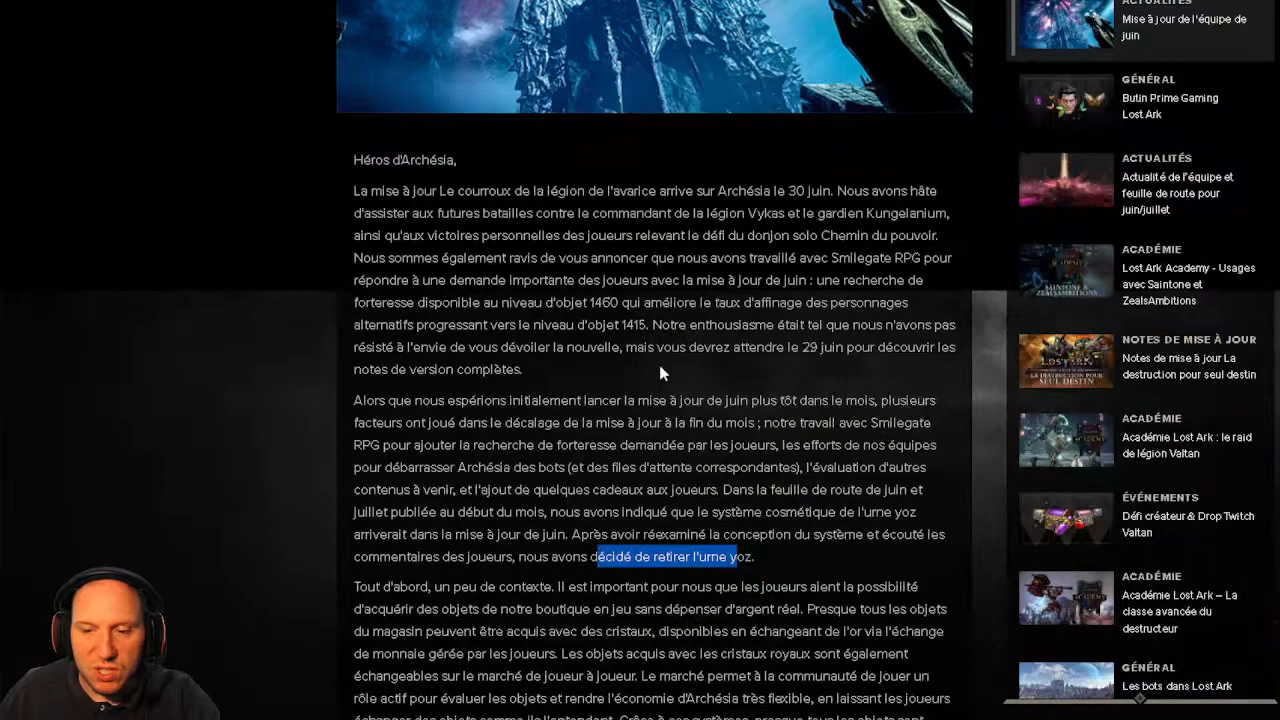 ACTUALITÉS
Mise à jour de l'équipe de
juin
GÉNÉRAL
Butin Prime Gaming
Lost Ark
ACTUALITÉS
Actualité de l'équipe et
feuille de route pour
juin/juillet
ACADÉMIE
Lost Ark Academy - Usages
avec Saintone et
ZealsAmbitions
NOTES DE MISE À JOUR
Notes de mise à jour La
destruction pour seul destin
ACADÉMIE
Académie Lost Ark : le raid
de légion Valtan
ÉVÉNEMENTS
Défi créateur & Drop Twitch
Valtan
ACADÉMIE
Académie Lost Ark – La
classe avancée du
destructeur
GÉNÉRAL
Les bots dans Lost Ark
Héros d'Archésia,
La mise à jour Le courroux de la légion de l'avarice arrive sur Archésia le 30 juin. Nous avons hâte
d'assister aux futures batailles contre le commandant de la légion Vykas et le gardien Kungelanium,
ainsi qu'aux victoires personnelles des joueurs relevant le défi du donjon solo Chemin du pouvoir.
Nous sommes également ravis de vous annoncer que nous avons travaillé avec Smilegate RPG pour
répondre à une demande importante des joueurs avec la mise à jour de juin : une recherche de
forteresse disponible au niveau d'objet 1460 qui améliore le taux d'affinage des personnages
alternatifs progressant vers le niveau d'objet 1415. Notre enthousiasme était tel que nous n'avons pas
résisté à l'envie de vous dévoiler la nouvelle, mais vous devrez attendre le 29 juin pour découvrir les
notes de version complètes.
Alors que nous espérions initialement lancer la mise à jour de juin plus tôt dans le mois, plusieurs
facteurs ont joué dans le décalage de la mise à jour à la fin du mois ; notre travail avec Smilegate
RPG pour ajouter la recherche de forteresse demandée par les joueurs, les efforts de nos équipes
pour débarrasser Archésia des bots (et des files d'attente correspondantes), l'évaluation d'autres
contenus à venir, et l'ajout de quelques cadeaux aux joueurs. Dans la feuille de route de juin et
juillet publiée au début du mois, nous avons indiqué que le système cosmétique de l'urne yoz
arriverait dans la mise à jour de juin. Après avoir réexaminé la conception du système et écouté les
commentaires des joueurs, nous avons décidé de retirer l'urne yoz.
Tout d'abord, un peu de contexte. Il est important pour nous que les joueurs aient la possibilité
d'acquérir des objets de notre boutique en jeu sans dépenser d'argent réel. Presque tous les objets
du magasin peuvent être acquis avec des cristaux, disponibles en échangeant de l'or via l'échange
de monnaie gérée par les joueurs. Les objets acquis avec les cristaux royaux sont également
échangeables sur le marché de joueur à joueur. Le marché permet à la communauté de jouer un
rôle actif pour évaluer les objets et rendre l'économie d'Archésia très flexible, en laissant les joueurs